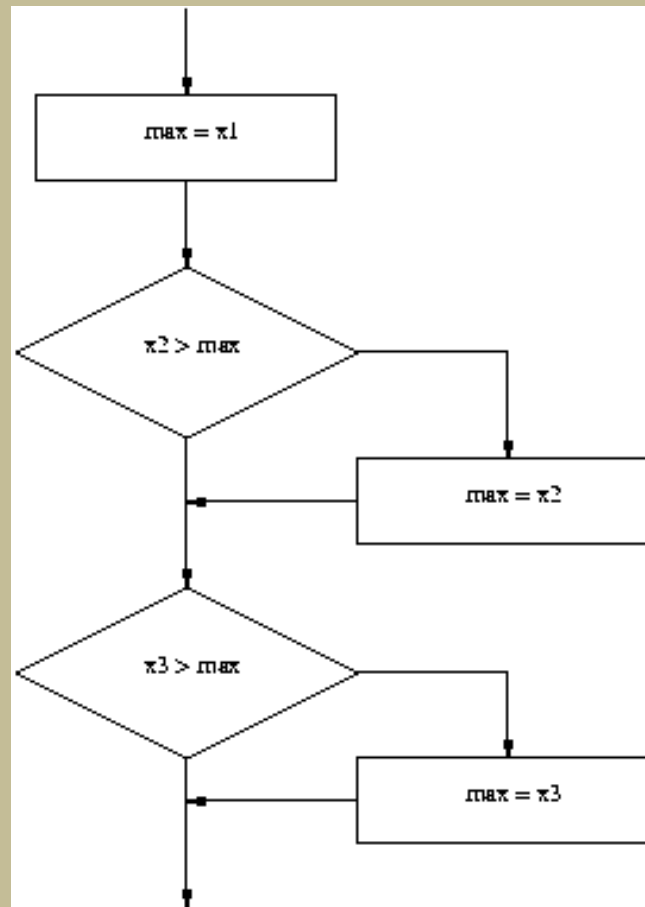 max = x1
x2 > max
max = x2
x3 > max
max = x3